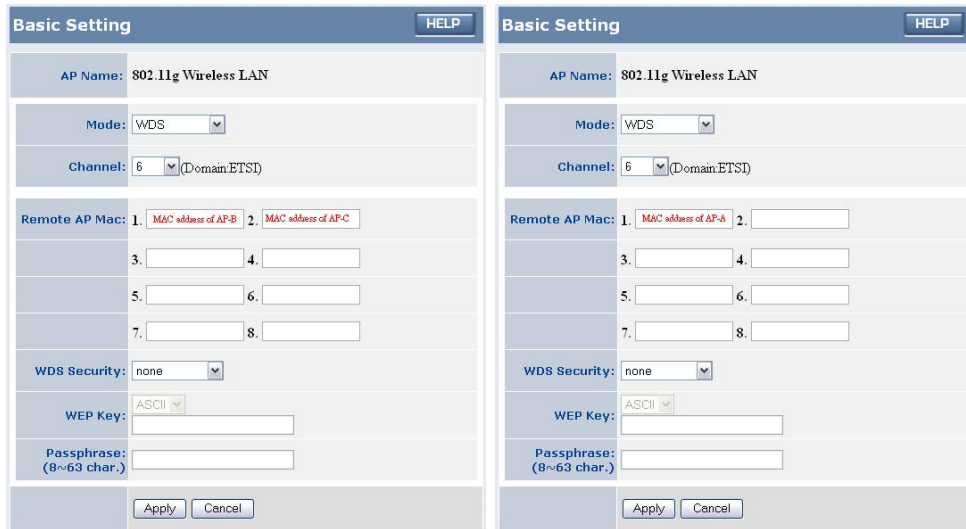 Basic Setting HELP
AP Name: 802.11g Wireless LAN
Mode: WDS
Channel: 6 (Domain:ETSI)
Remote AP Mac: 1. MAC address of AP-B 2. MAC address of AP-C
3. 4.
5. 6.
7. 8.
WDS Security: none
WEP Key: ASCII
Passphrase:
(8~63 char.)
Apply Cancel
Basic Setting HELP
AP Name: 802.11g Wireless LAN
Mode: WDS
Channel: 6 (Domain:ETSI)
Remote AP Mac: 1. MAC address of AP-A 2.
3. 4.
5. 6.
7. 8.
WDS Security: none
WEP Key: ASCII
Passphrase:
(8~63 char.)
Apply Cancel